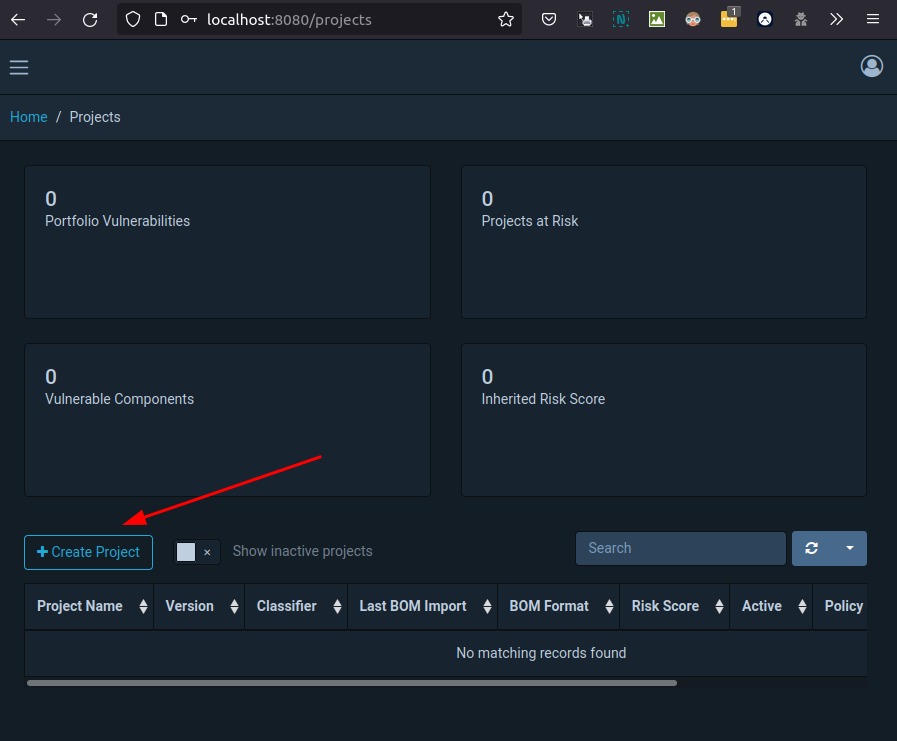 localhost:8080/projects
1
Home / Projects
0
Portfolio Vulnerabilities
0
Projects at Risk
0
Vulnerable Components
0
Inherited Risk Score
+ Create Project
× Show inactive projects
Search
Project Name Version Classifier Last BOM Import BOM Format Risk Score Active Policy
No matching records found